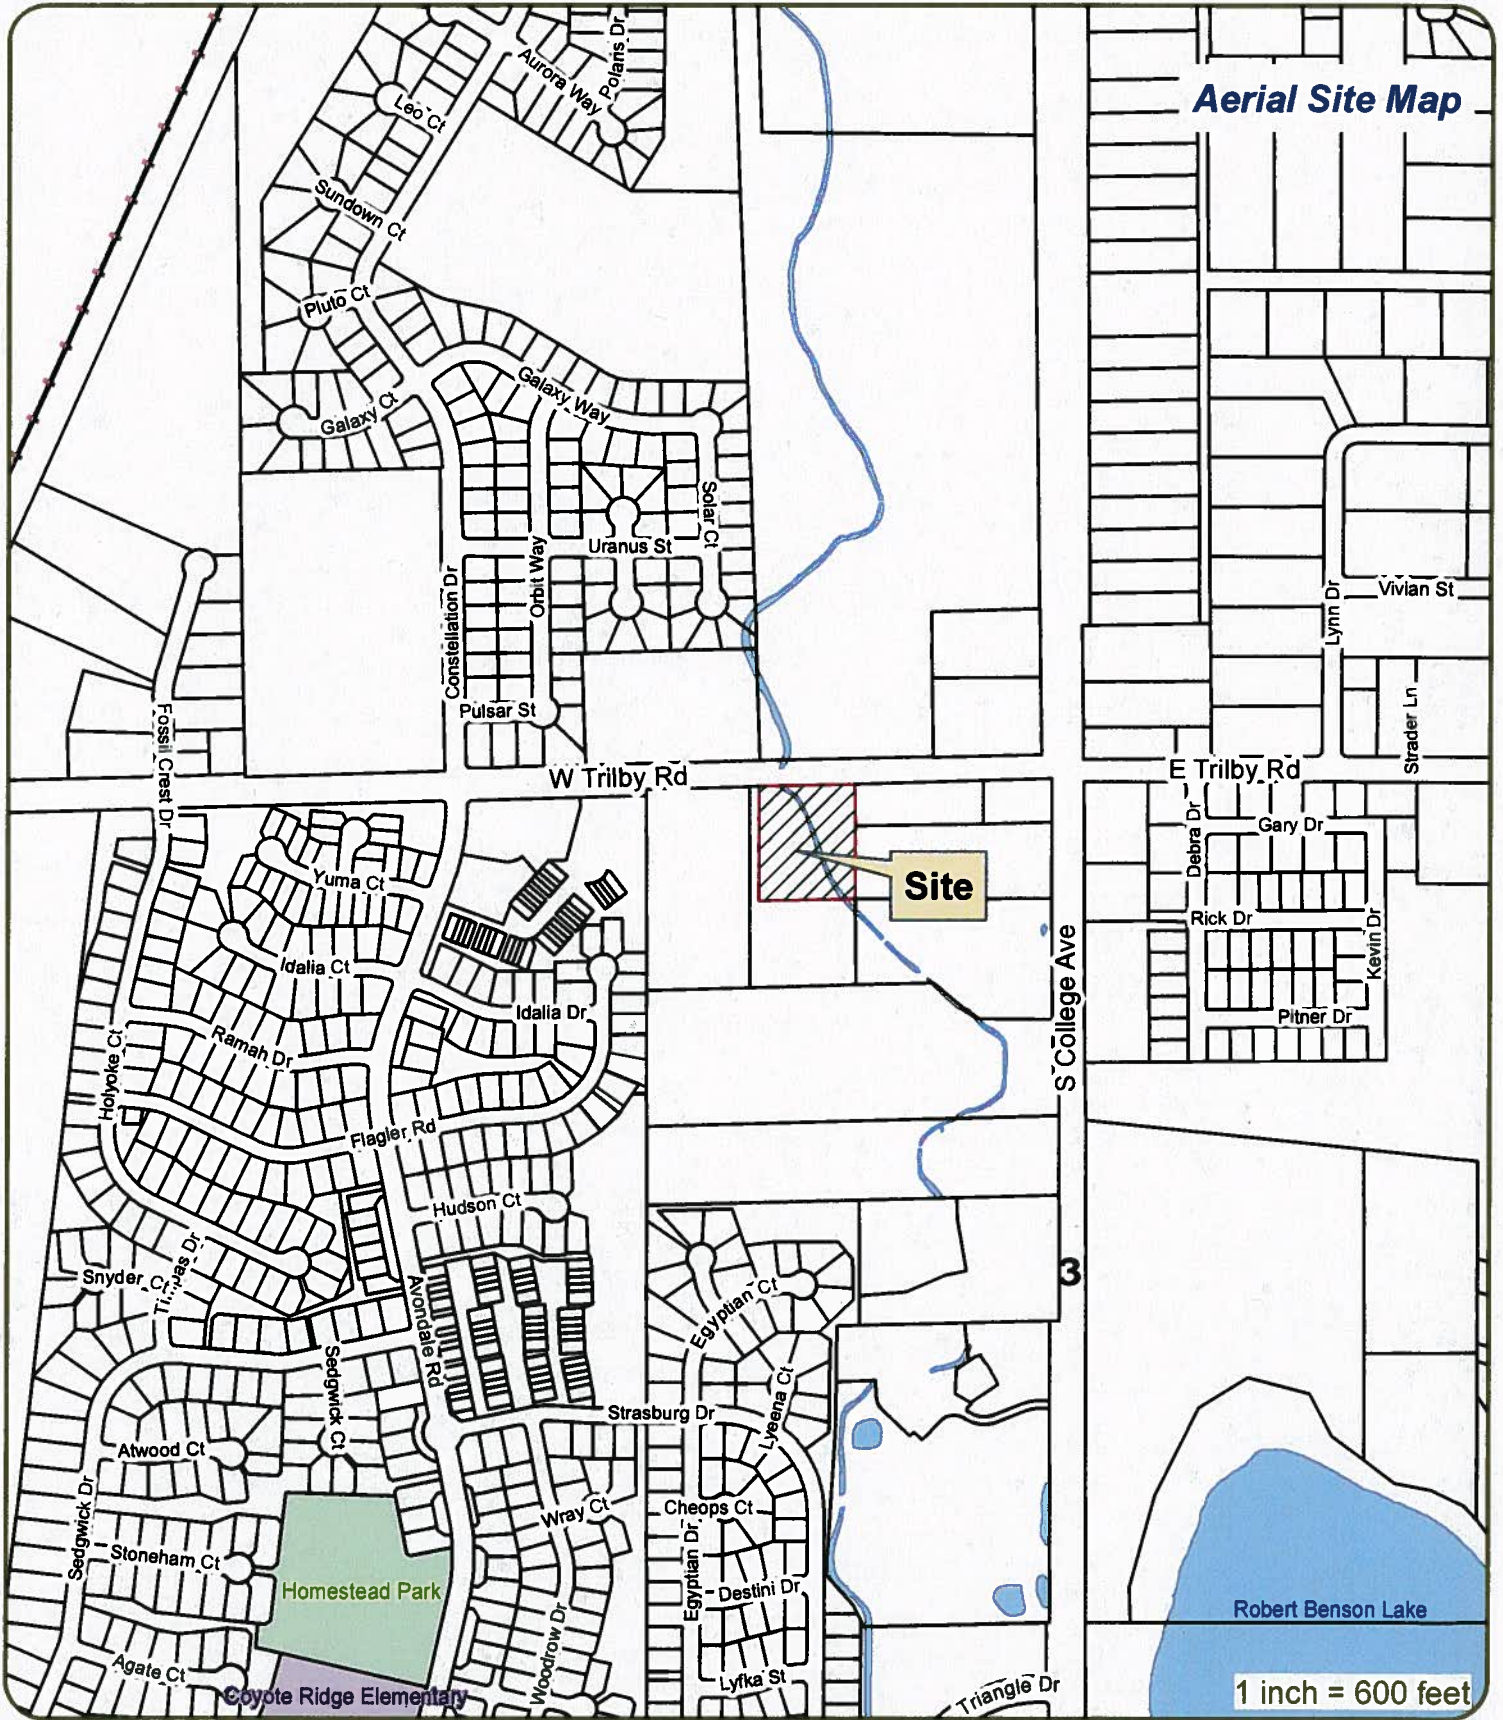 Aerial Site Map
Polaris Dr
Aurora Way
Leo Ct
Sundown Ct
Pluto Ct
Galaxy Way
Galaxy Ct
Solar Ct
Uranus St
Orbit Way
Constellation Dr
Vivian St
Lynn Dr
Strader Ln
Pulsar St
Fossil Crest Dr
W Trilby Rd
E Trilby Rd
Debra Dr
Gary Dr
Yuma Ct
Site
Rick Dr
Kevin Dr
Idalia Ct
Idalia Dr
S College Ave
Pitner Dr
Ramah Dr
Holyoke Ct
Flagler Rd
Hudson Ct
Snyder Ct
3
Egyptian Ct
Avondale Rd
Sedgwick Ct
Lyeena Ct
Strasburg Dr
Atwood Ct
Sedgwick Dr
Wray Ct
Cheops Ct
Stoneham Ct
Homestead Park
Egyptian Dr
Destini Dr
Robert Benson Lake
Woodrow Dr
Agate Ct
Lyfka St
Coyote Ridge Elementary
Triangle Dr
1 inch = 600 feet